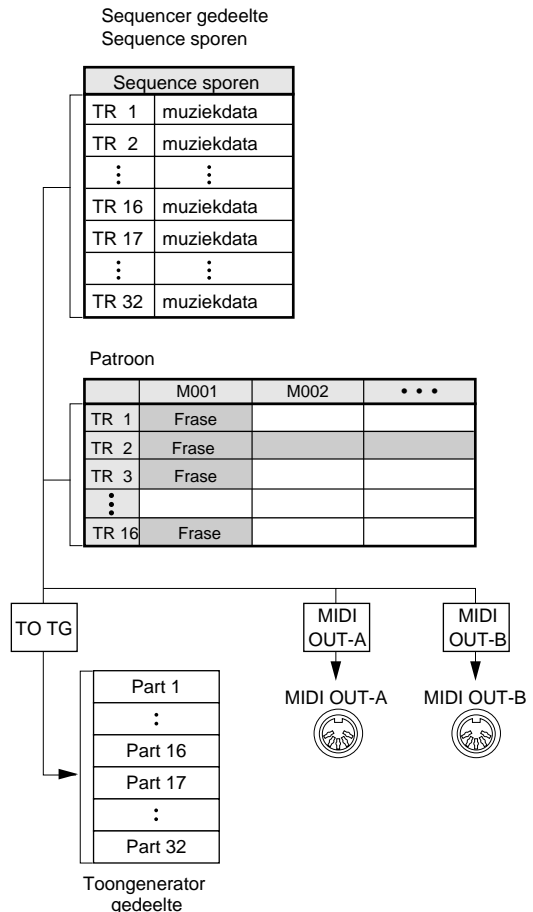 Sequencer gedeelte
Sequence sporen
Sequence sporen
TR 1 muziekdata
TR 2 muziekdata
⋮ ⋮
TR 16 muziekdata
TR 17 muziekdata
⋮ ⋮
TR 32 muziekdata
Patroon
M001 M002 • • •
TR 1 Frase
TR 2 Frase
TR 3 Frase
⋮
TR 16 Frase
TO TG
MIDI OUT-A
MIDI OUT-B
MIDI OUT-A MIDI OUT-B
Part 1
:
Part 16
Part 17
:
Part 32
Toongenerator
gedeelte